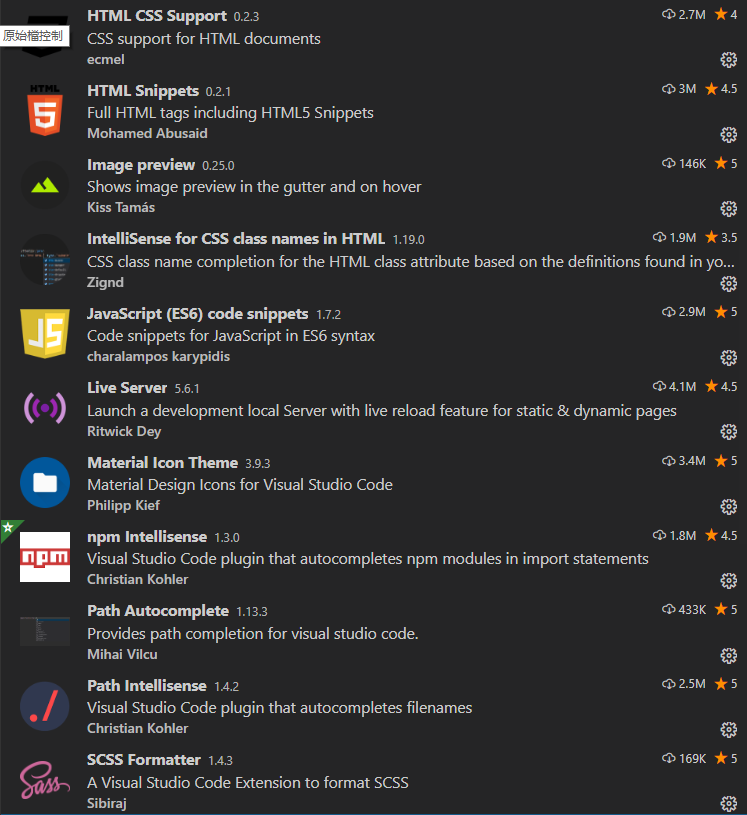 HTML CSS Support 0.2.3 2.7M 4
原始檔控制
CSS support for HTML documents
ecmel
HTML
HTML Snippets 0.2.1 3M 4.5
5
Full HTML tags including HTML5 Snippets
Mohamed Abusaid
Image preview 0.25.0 146K 5
Shows image preview in the gutter and on hover
Kiss Tamás
IntelliSense for CSS class names in HTML 1.19.0 1.9M 3.5
CSS class name completion for the HTML class attribute based on the definitions found in yo...
Zignd
JavaScript (ES6) code snippets 1.7.2 2.9M 5
JS
Code snippets for JavaScript in ES6 syntax
charalampos karypidis
Live Server 5.6.1 4.1M 4.5
Launch a development local Server with live reload feature for static & dynamic pages
Ritwick Dey
Material Icon Theme 3.9.3 3.4M 5
Material Design Icons for Visual Studio Code
Philipp Kief
npm Intellisense 1.3.0 1.8M 4.5
npm
Visual Studio Code plugin that autocompletes npm modules in import statements
Christian Kohler
Path Autocomplete 1.13.3 433K 5
Provides path completion for visual studio code.
Mihai Vilcu
Path Intellisense 1.4.2 2.5M 5
./
Visual Studio Code plugin that autocompletes filenames
Christian Kohler
SCSS Formatter 1.4.3 169K 5
Sass
A Visual Studio Code Extension to format SCSS
Sibiraj